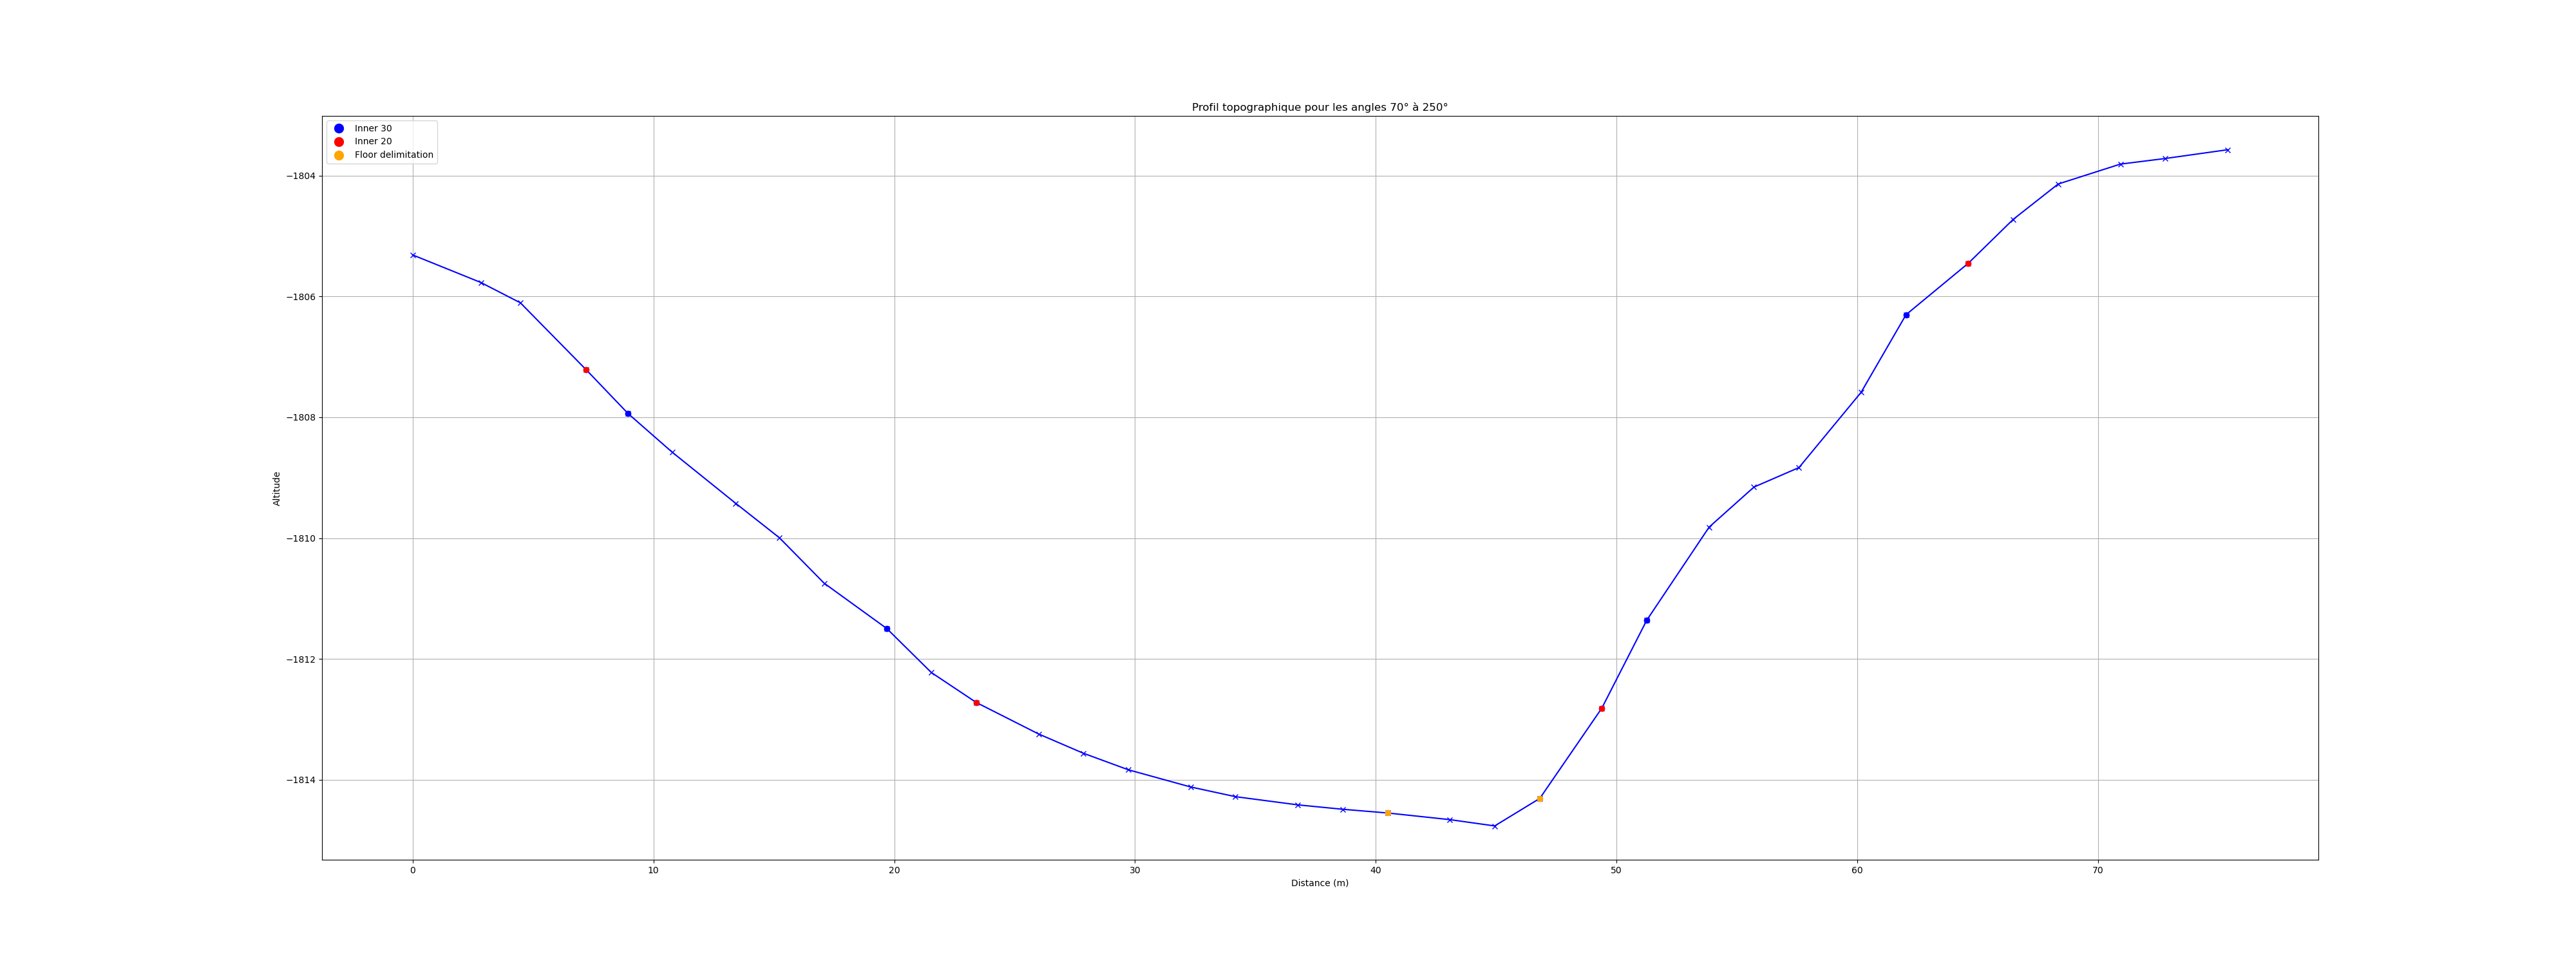 Profil topographique pour les angles 70° à 250°
Inner 30
Inner 20
Floor delimitation
−1804
−1806
−1808
−1810
−1812
−1814
Altitude
0 10 20 30 40 50 60 70
Distance (m)